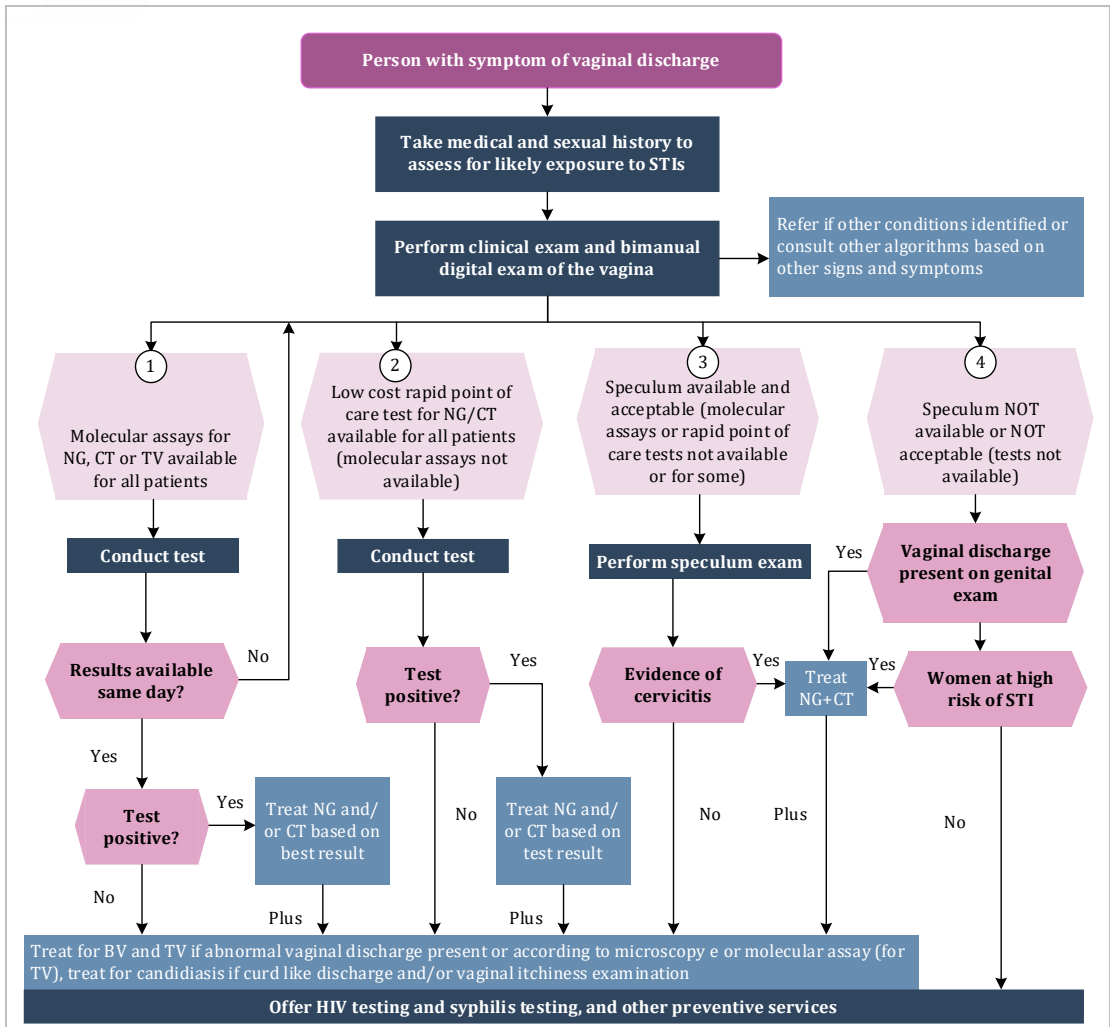 Person with symptom of vaginal discharge
Take medical and sexual history to
assess for likely exposure to STIs
Perform clinical exam and bimanual
digital exam of the vagina
Refer if other conditions identified or
consult other algorithms based on
other signs and symptoms
1
Molecular assays for
NG, CT or TV available
for all patients
2
Low cost rapid point of
care test for NG/CT
available for all patients
(molecular assays not
available)
3
Speculum available and
acceptable (molecular
assays or rapid point of
care tests not available
or for some)
4
Speculum NOT
available or NOT
acceptable (tests not
available)
Conduct test
Conduct test
Perform speculum exam
Yes
Vaginal discharge
present on genital
exam
Results available
same day?
No
Test
positive?
Yes
Evidence of
cervicitis
Yes
Treat
NG+CT
Yes
Women at high
risk of STI
Yes
Test
positive?
Yes
Treat NG and/
or CT based on
best result
No
Treat NG and/
or CT based on
test result
No
Plus
No
No
Plus
Plus
Treat for BV and TV if abnormal vaginal discharge present or according to microscopy e or molecular assay (for
TV), treat for candidiasis if curd like discharge and/or vaginal itchiness examination
Offer HIV testing and syphilis testing, and other preventive services